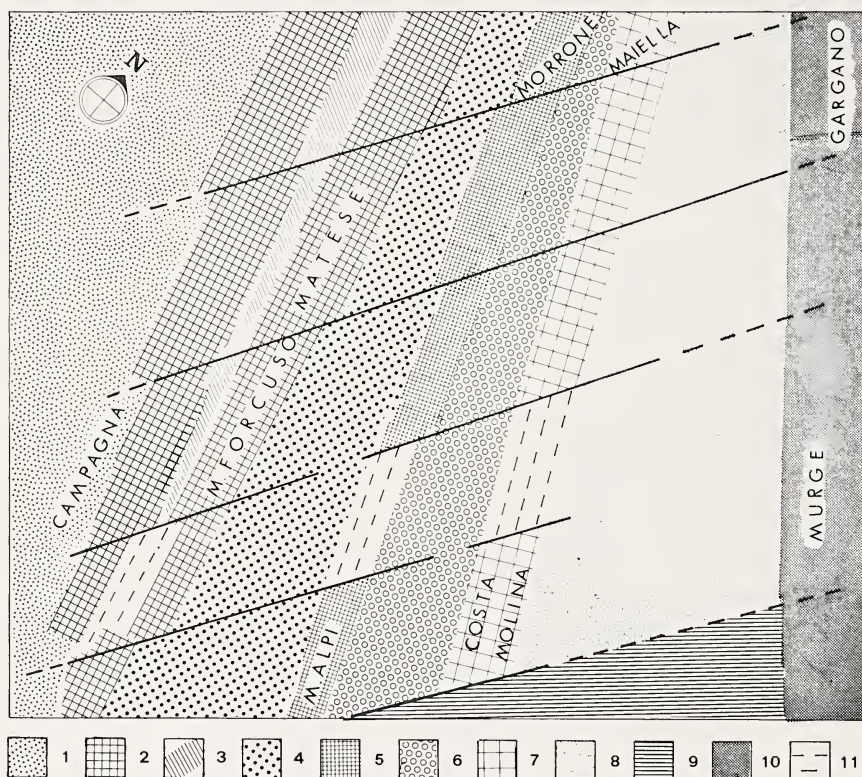 N
MORRONE
MAIELLA
GARGANO
CAMPAGNA
M FORCUSO MATESE
MURGE
M. ALPI
COSTA
MOLINA
1 2 3 4 5 6 7 8 9 10 11